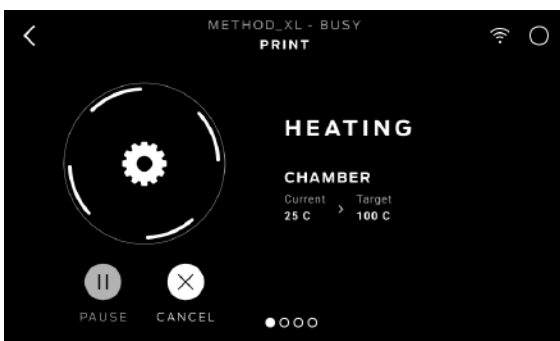 METHOD_XL - BUSY
PRINT
HEATING
CHAMBER
Current > Target
25 C 100 C
PAUSE CANCEL